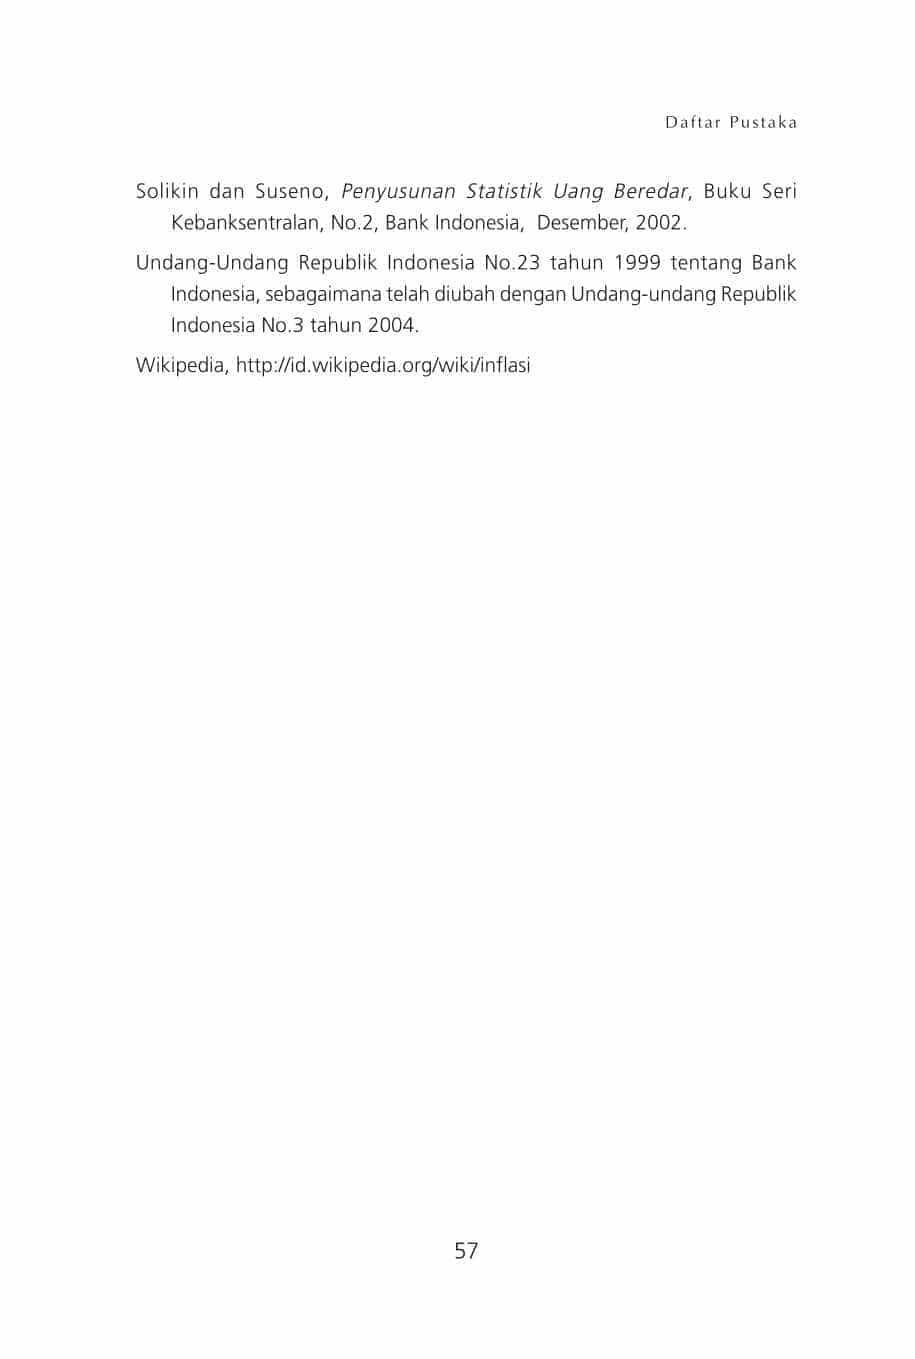 Daftar Pustaka
Solikin dan Suseno, Penyusunan Statistik Uang Beredar, Buku Seri
Kebanksentralan, No.2, Bank Indonesia, Desember, 2002.
Undang-Undang Republik Indonesia No.23 tahun 1999 tentang Bank
Indonesia, sebagaimana telah diubah dengan Undang-undang Republik
Indonesia No.3 tahun 2004.
Wikipedia, http://id.wikipedia.org/wiki/inflasi
57